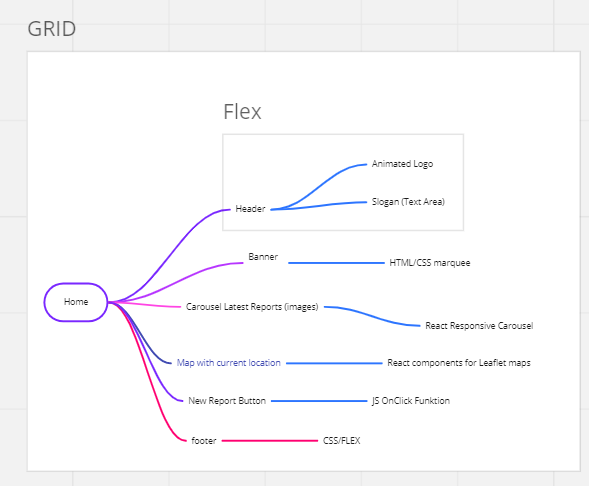 GRID
Flex
Animated Logo
Header
Slogan (Text Area)
Banner
HTML/CSS marquee
Home
Carousel Latest Reports (images)
React Responsive Carousel
Map with current location
React components for Leaflet maps
New Report Button
JS OnClick Funktion
footer
CSS/FLEX